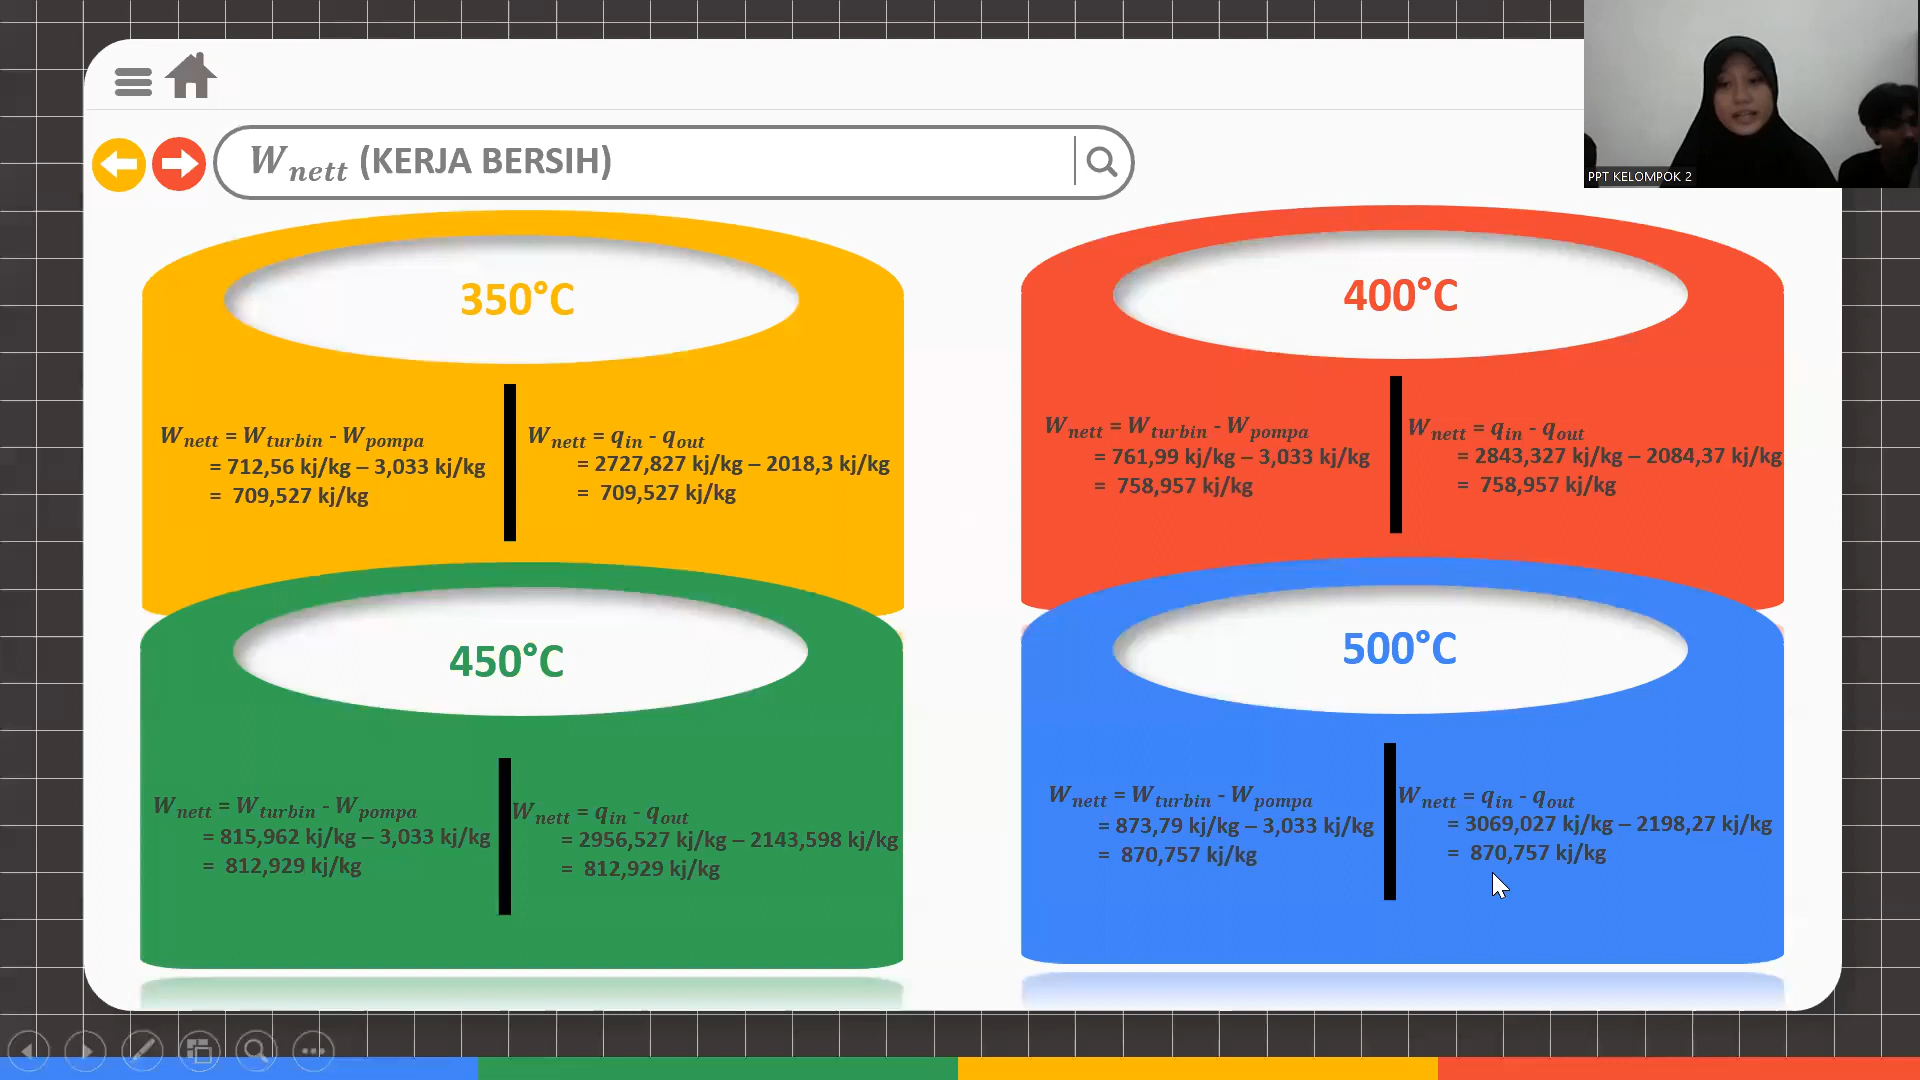 PPT KELOMPOK 2
W_nett (KERJA BERSIH)
350°C
W_nett = W_turbin - W_pompa
= 712,56 kj/kg – 3,033 kj/kg
= 709,527 kj/kg
W_nett = q_in - q_out
= 2727,827 kj/kg – 2018,3 kj/kg
= 709,527 kj/kg
400°C
W_nett = W_turbin - W_pompa
= 761,99 kj/kg – 3,033 kj/kg
= 758,957 kj/kg
W_nett = q_in - q_out
= 2843,327 kj/kg – 2084,37 kj/kg
= 758,957 kj/kg
450°C
W_nett = W_turbin - W_pompa
= 815,962 kj/kg – 3,033 kj/kg
= 812,929 kj/kg
W_nett = q_in - q_out
= 2956,527 kj/kg – 2143,598 kj/kg
= 812,929 kj/kg
500°C
W_nett = W_turbin - W_pompa
= 873,79 kj/kg – 3,033 kj/kg
= 870,757 kj/kg
W_nett = q_in - q_out
= 3069,027 kj/kg – 2198,27 kj/kg
= 870,757 kj/kg